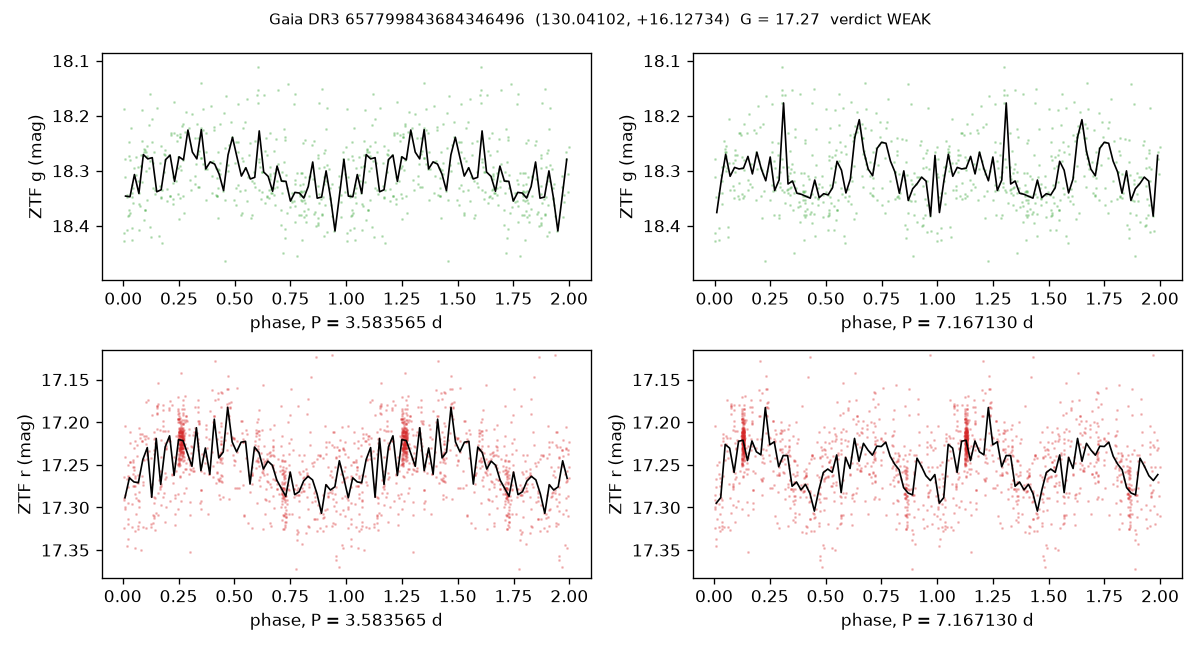 Gaia DR3 657799843684346496  (130.04102, +16.12734)  G = 17.27  verdict WEAK
18.1
18.2
18.3
18.4
ZTF g (mag)
0.00 0.25 0.50 0.75 1.00 1.25 1.50 1.75 2.00
phase, P = 3.583565 d
18.1
18.2
18.3
18.4
ZTF g (mag)
0.00 0.25 0.50 0.75 1.00 1.25 1.50 1.75 2.00
phase, P = 7.167130 d
17.15
17.20
17.25
17.30
17.35
ZTF r (mag)
0.00 0.25 0.50 0.75 1.00 1.25 1.50 1.75 2.00
phase, P = 3.583565 d
17.15
17.20
17.25
17.30
17.35
ZTF r (mag)
0.00 0.25 0.50 0.75 1.00 1.25 1.50 1.75 2.00
phase, P = 7.167130 d